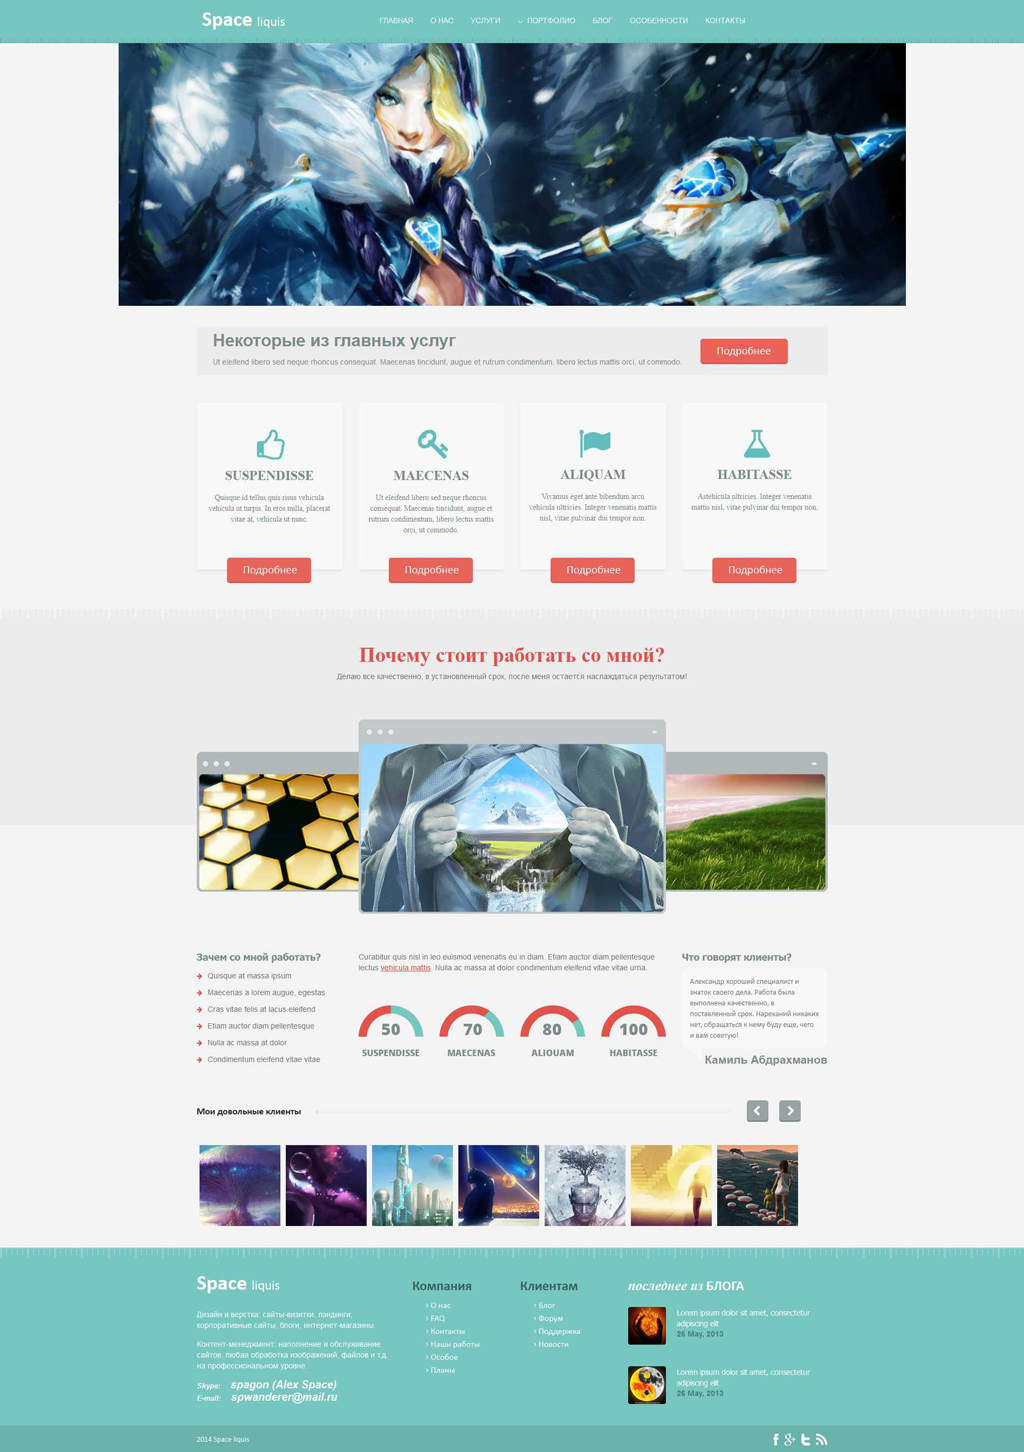 Space liquis
ГЛАВНАЯ О НАС УСЛУГИ ПОРТФОЛИО БЛОГ ОСОБЕННОСТИ КОНТАКТЫ
Некоторые из главных услуг
Ut eleifend libero sed neque rhoncus consequat. Maecenas tincidunt, augue et rutrum condimentum, libero lectus mattis orci, ut commodo.
Подробнее
SUSPENDISSE
Quisque id tellus quis risus vehicula
vehicula ut turpis. In eros nulla, placerat
vitae at, vehicula ut nunc.
Подробнее
MAECENAS
Ut eleifend libero sed neque rhoncus
consequat. Maecenas tincidunt, augue et
rutrum condimentum, libero lectus mattis
orci, ut commodo.
Подробнее
ALIQUAM
Vivamus eget ante bibendum arcu
vehicula ultricies. Integer venenatis mattis
nisl, vitae pulvinar dui tempor non.
Подробнее
HABITASSE
Astehicula ultricies. Integer venenatis
mattis nisl, vitae pulvinar dui tempor non.
Подробнее
Почему стоит работать со мной?
Делаю все качественно, в установленный срок, после меня остается наслаждаться результатом!
Зачем со мной работать?
Quisque at massa ipsum
Maecenas a lorem augue, egestas
Cras vitae felis at lacus eleifend
Etiam auctor diam pellentesque
Nulla ac massa at dolor
Condimentum eleifend vitae vitae
Curabitur quis nisl in leo euismod venenatis eu in diam. Etiam auctor diam pellentesque
lectus vehicula mattis. Nulla ac massa at dolor condimentum eleifend vitae vitae urna.
50 70 80 100
SUSPENDISSE MAECENAS ALIQUAM HABITASSE
Что говорят клиенты?
Александр хороший специалист и
знаток своего дела. Работа была
выполнена качественно, в
поставленный срок. Нареканий никаких
нет, обращаться к нему буду еще, чего
и вам советую!
Камиль Абдрахманов
Мои довольные клиенты
Space liquis
Дизайн и верстка: сайты-визитки, лэндинги,
корпоративные сайты, блоги, интернет-магазины.
Контент-менеджмент: наполнение и обслуживание
сайтов, любая обработка изображений, файлов и т.д.
на профессиональном уровне.
Skype: spagon (Alex Space)
E-mail: spwanderer@mail.ru
Компания
О нас
FAQ
Контакты
Наши работы
Особое
Планы
Клиентам
Блог
Форум
Поддержка
Новости
последнее из БЛОГА
Lorem ipsum dolor sit amet, consectetur
adipiscing elit
26 May, 2013
Lorem ipsum dolor sit amet, consectetur
adipiscing elit
26 May, 2013
2014 Space liquis